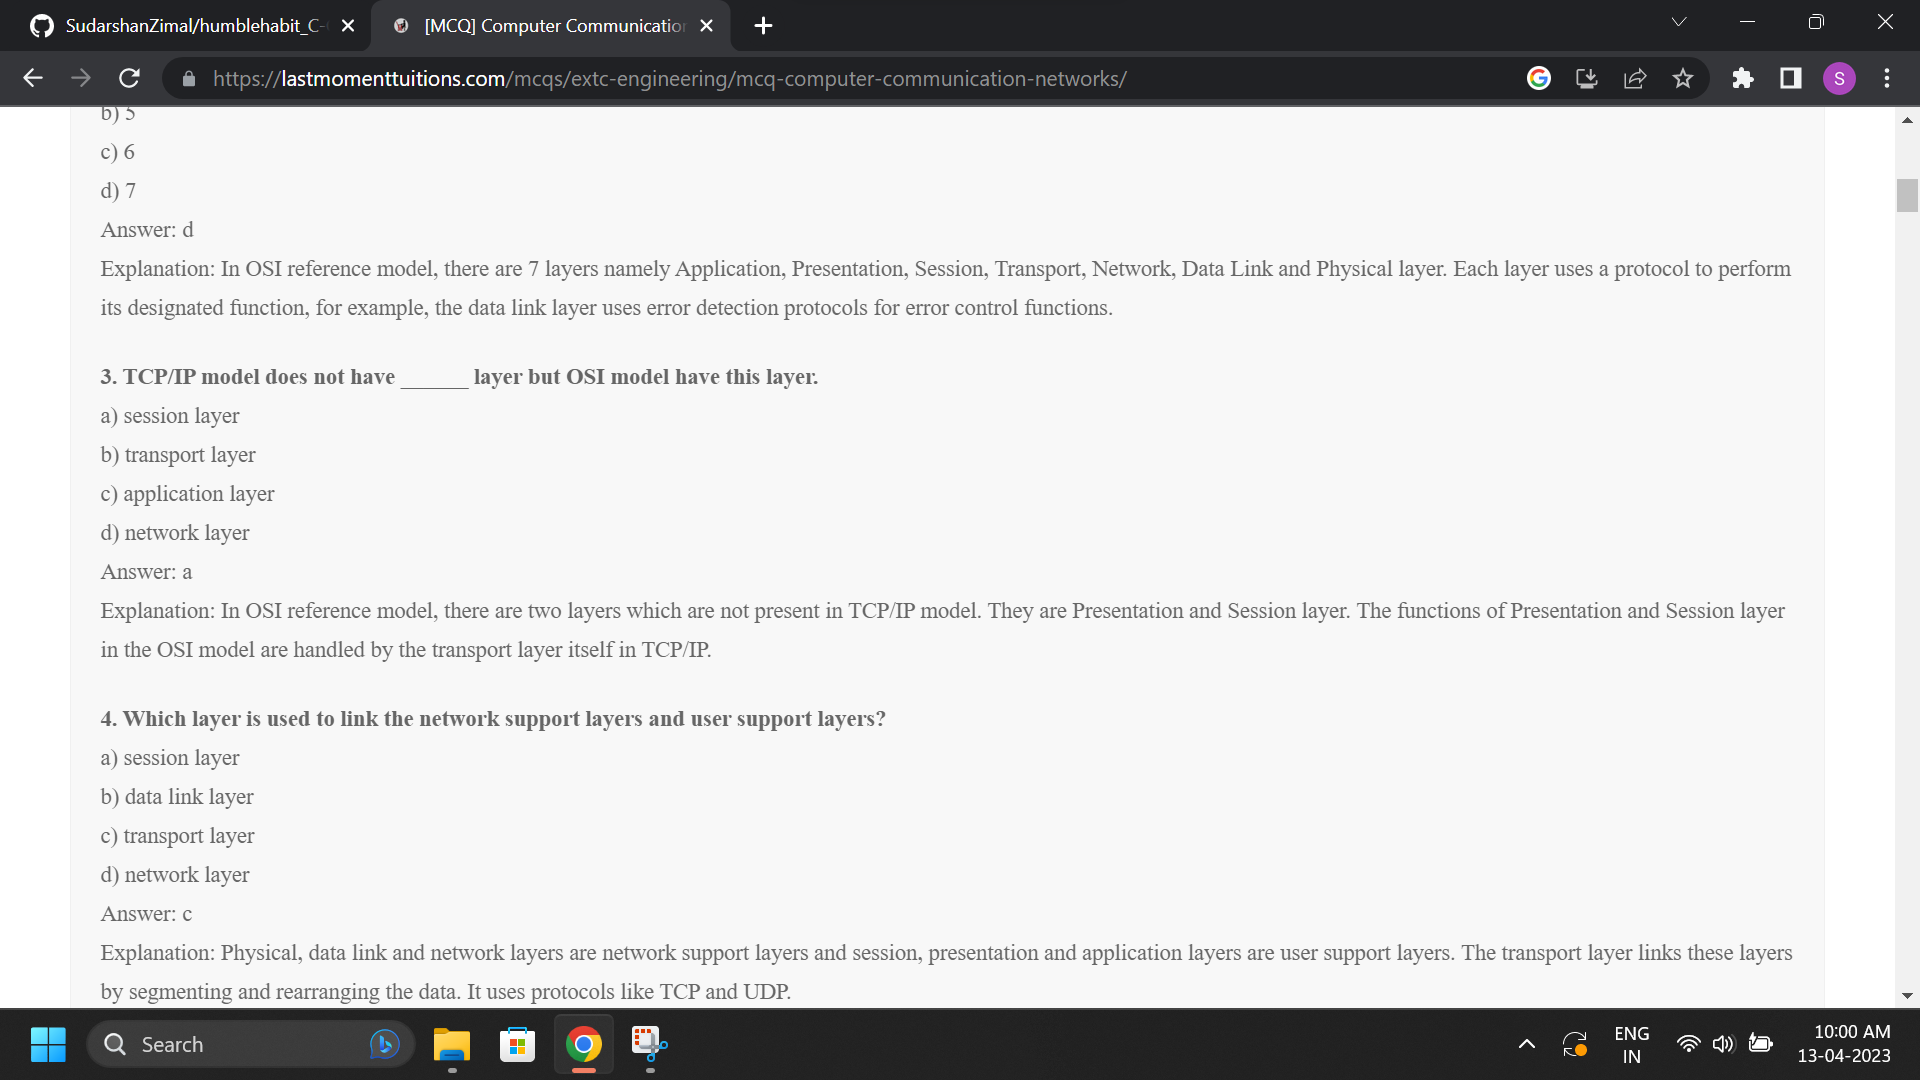 SudarshanZimal/humblehabit_C-
[MCQ] Computer Communication
https://lastmomenttuitions.com/mcqs/extc-engineering/mcq-computer-communication-networks/
S
b) 5
c) 6
d) 7
Answer: d
Explanation: In OSI reference model, there are 7 layers namely Application, Presentation, Session, Transport, Network, Data Link and Physical layer. Each layer uses a protocol to perform
its designated function, for example, the data link layer uses error detection protocols for error control functions.
3. TCP/IP model does not have ______ layer but OSI model have this layer.
a) session layer
b) transport layer
c) application layer
d) network layer
Answer: a
Explanation: In OSI reference model, there are two layers which are not present in TCP/IP model. They are Presentation and Session layer. The functions of Presentation and Session layer
in the OSI model are handled by the transport layer itself in TCP/IP.
4. Which layer is used to link the network support layers and user support layers?
a) session layer
b) data link layer
c) transport layer
d) network layer
Answer: c
Explanation: Physical, data link and network layers are network support layers and session, presentation and application layers are user support layers. The transport layer links these layers
by segmenting and rearranging the data. It uses protocols like TCP and UDP.
Search
ENG
IN
10:00 AM
13-04-2023